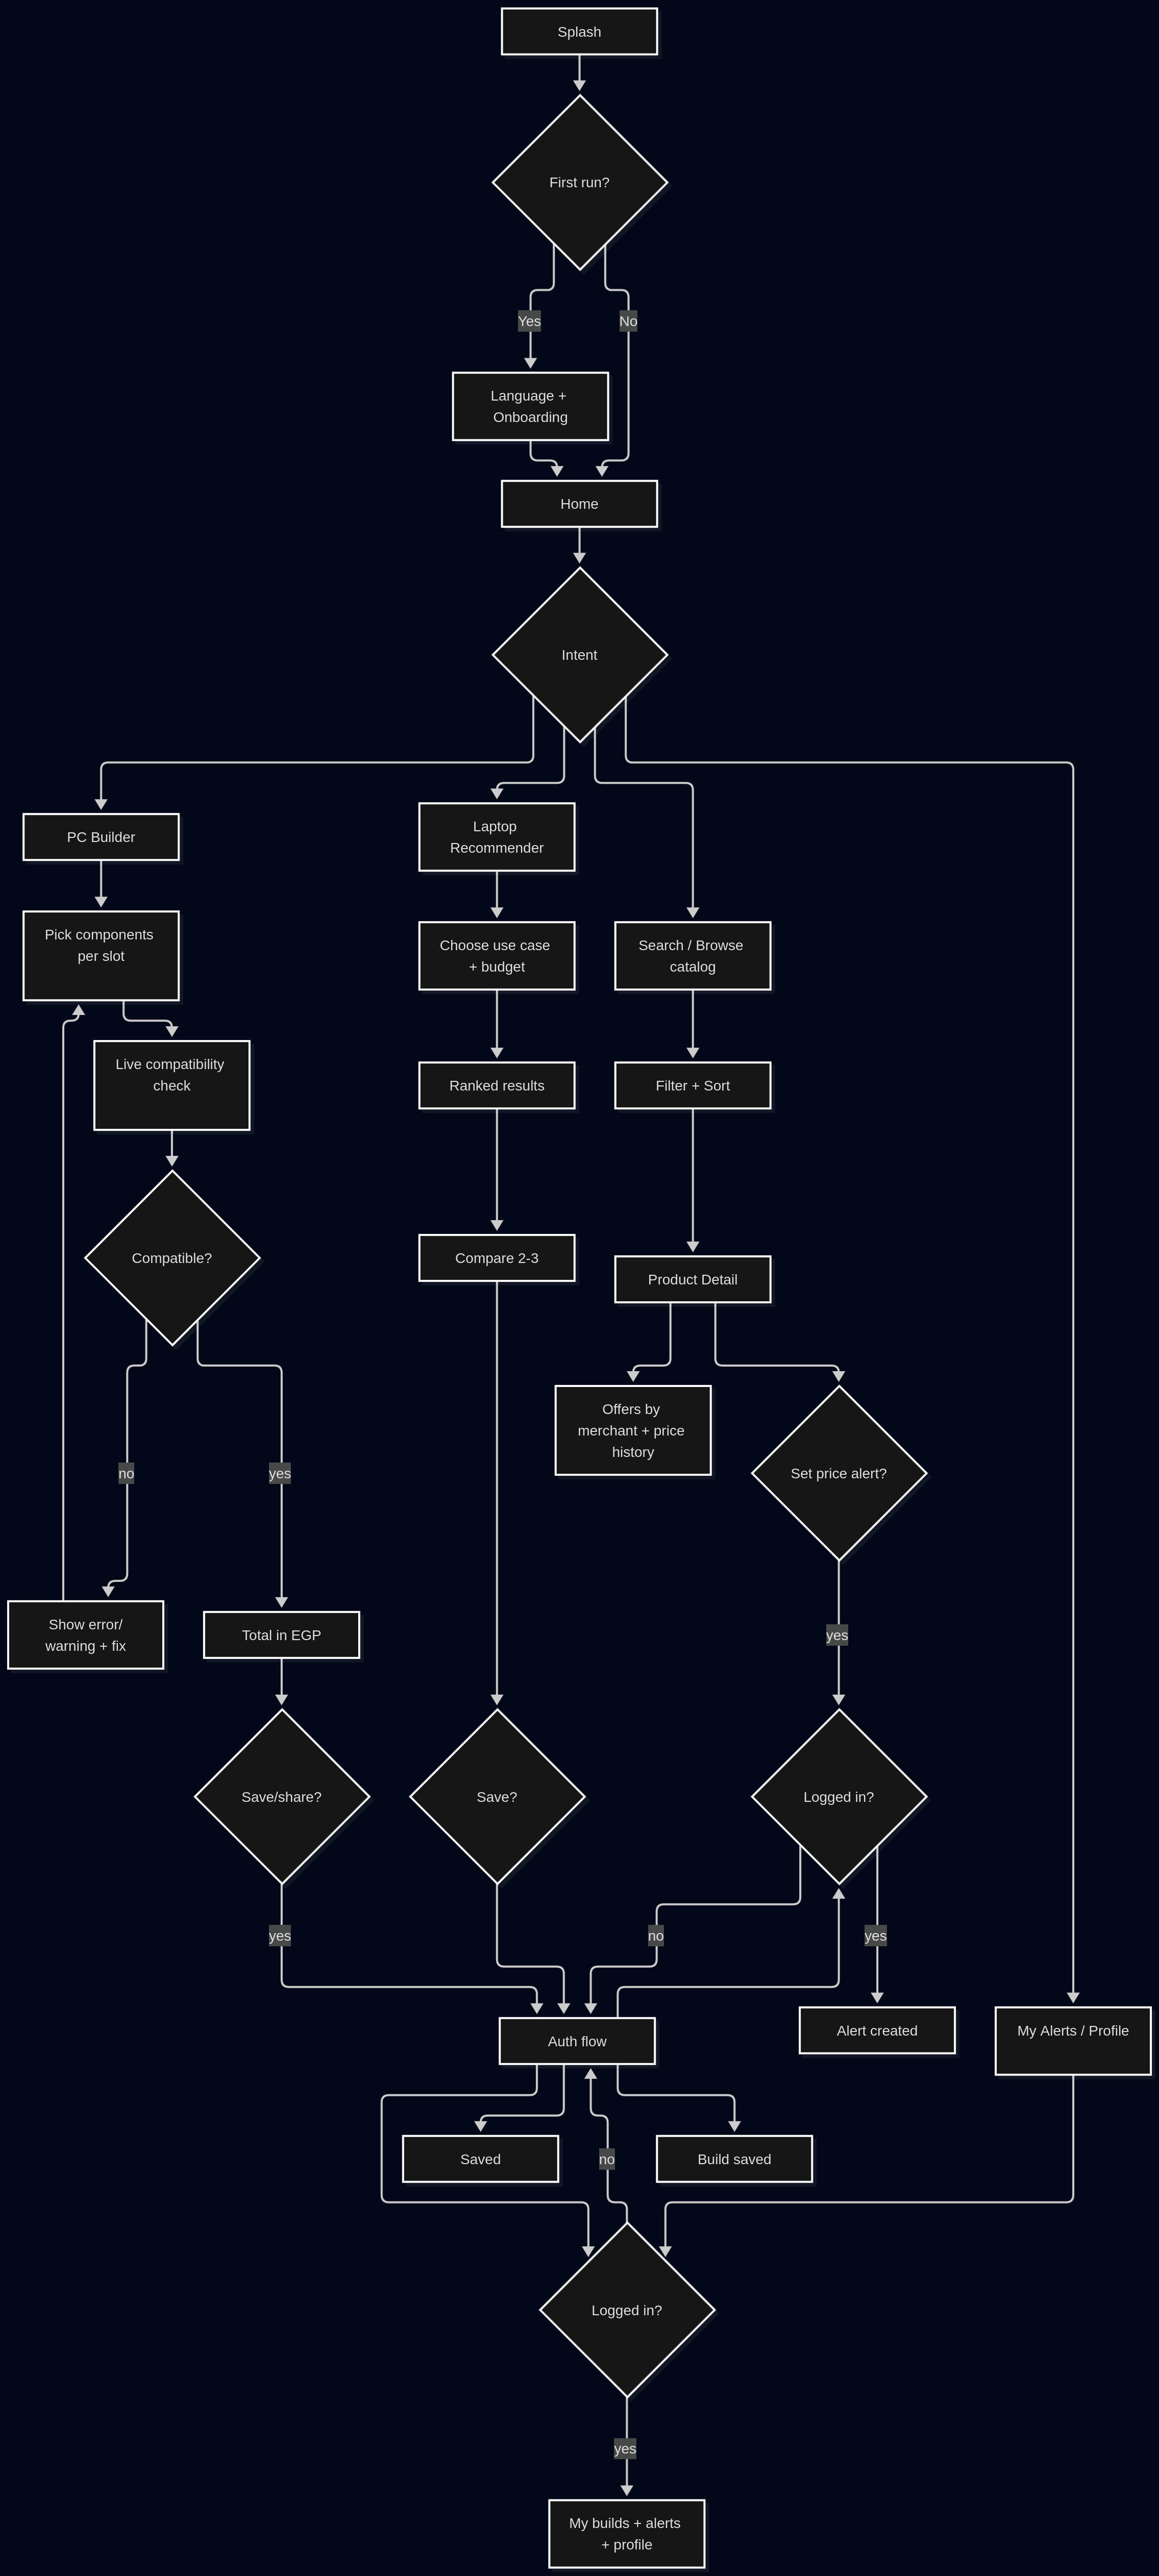 Splash
First run?
Yes
No
Language +
Onboarding
Home
Intent
PC Builder
Laptop
Recommender
Pick components
per slot
Choose use case
+ budget
Search / Browse
catalog
Live compatibility
check
Ranked results
Filter + Sort
Compatible?
Compare 2-3
Product Detail
Offers by
merchant + price
history
Set price alert?
no
yes
Show error/
warning + fix
Total in EGP
yes
Save/share?
Save?
Logged in?
yes
no
yes
Auth flow
Alert created
My Alerts / Profile
Saved
no
Build saved
Logged in?
yes
My builds + alerts
+ profile